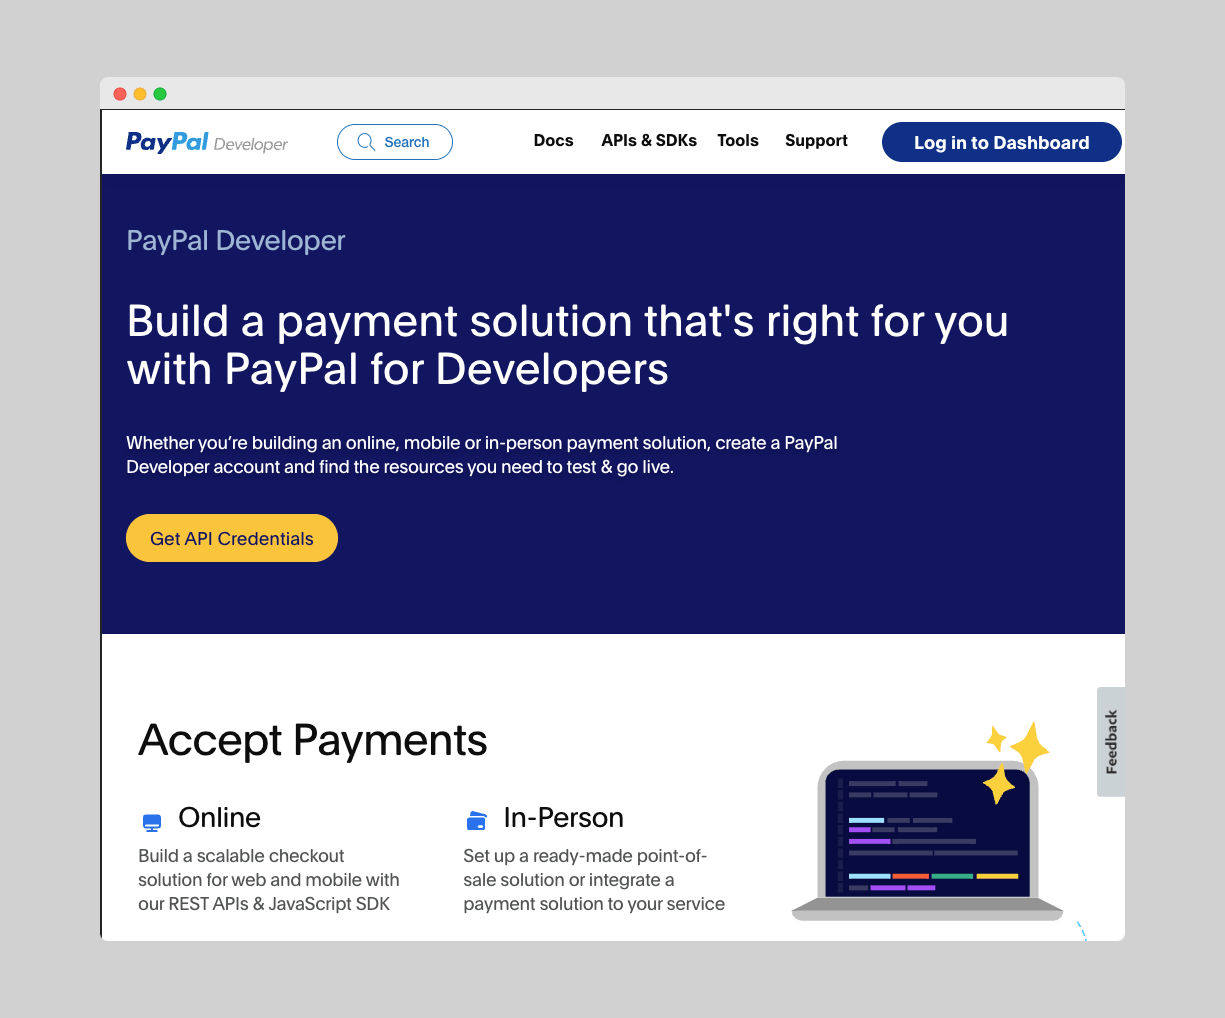 PayPal Developer
Search
Docs
APIs & SDKs
Tools
Support
Log in to Dashboard
PayPal Developer
Build a payment solution that's right for you
with PayPal for Developers
Whether you’re building an online, mobile or in-person payment solution, create a PayPal
Developer account and find the resources you need to test & go live.
Get API Credentials
Feedback
Accept Payments
Online
Build a scalable checkout
solution for web and mobile with
our REST APIs & JavaScript SDK
In-Person
Set up a ready-made point-of-
sale solution or integrate a
payment solution to your service